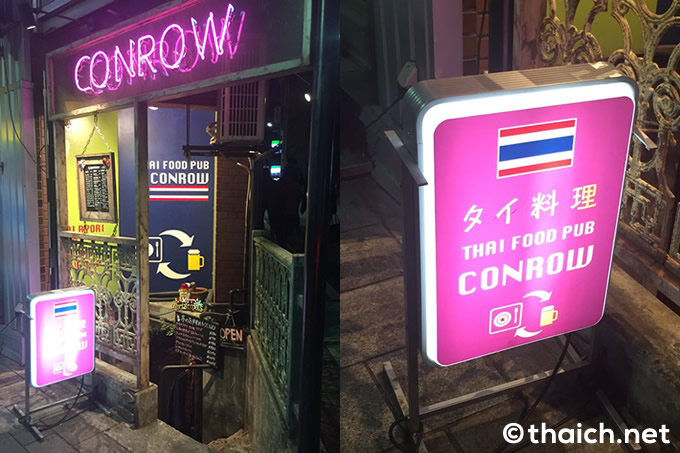 CONROW
THAI FOOD PUB
CONROW
OPEN
タイ料理
THAI FOOD PUB
CONROW
©thaich.net